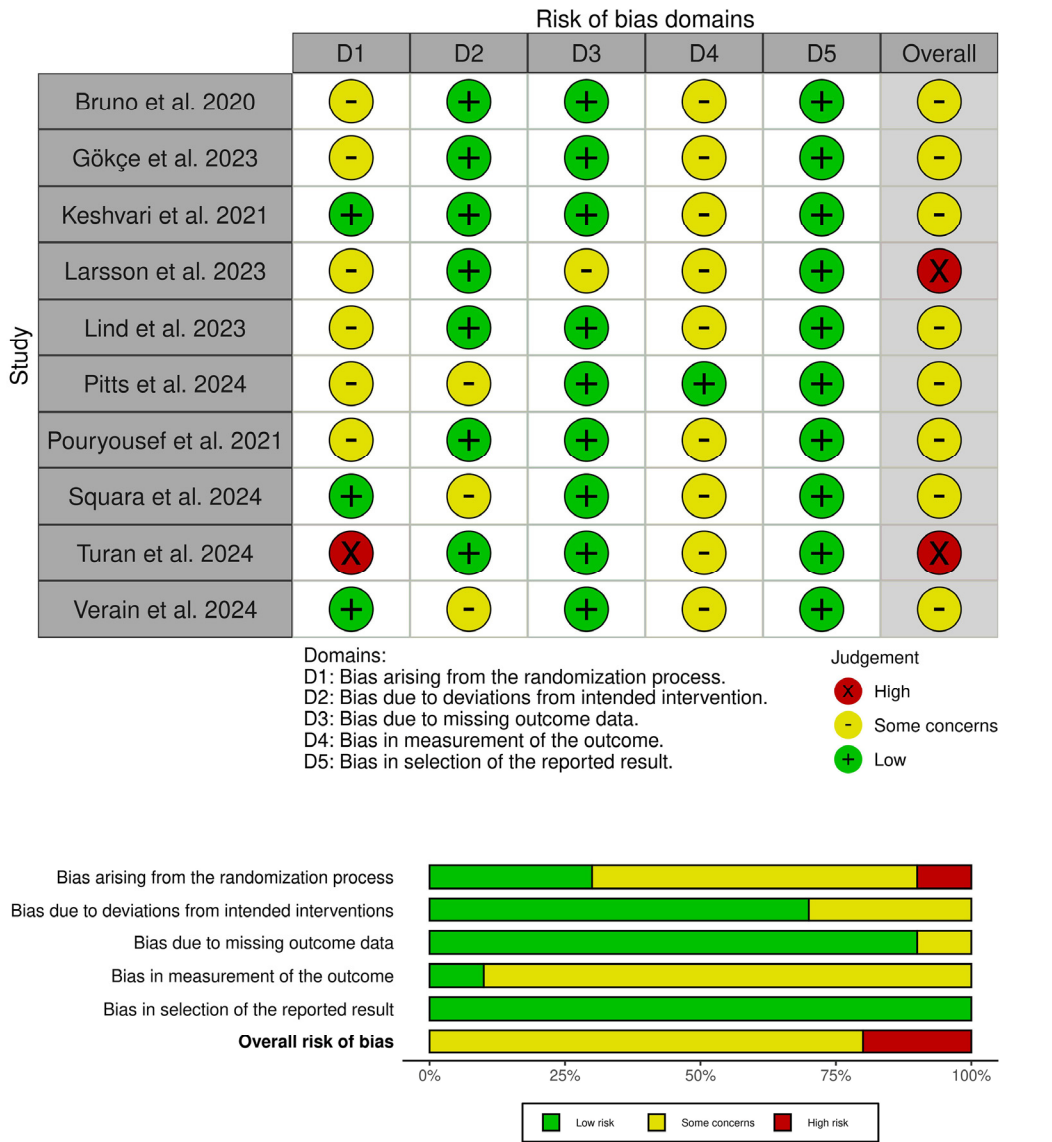 Risk of bias domains
D1 D2 D3 D4 D5 Overall
Study
Bruno et al. 2020 - + + - + -
Gökçe et al. 2023 - + + - + -
Keshvari et al. 2021 + + + - + -
Larsson et al. 2023 - + - - + X
Lind et al. 2023 - + + - + -
Pitts et al. 2024 - - + + + -
Pouryousef et al. 2021 - + + - + -
Squara et al. 2024 + - + - + -
Turan et al. 2024 X + + - + X
Verain et al. 2024 + - + - + -
Domains:
D1: Bias arising from the randomization process.
D2: Bias due to deviations from intended intervention.
D3: Bias due to missing outcome data.
D4: Bias in measurement of the outcome.
D5: Bias in selection of the reported result.
Judgement
X High
- Some concerns
+ Low
Bias arising from the randomization process
Bias due to deviations from intended interventions
Bias due to missing outcome data
Bias in measurement of the outcome
Bias in selection of the reported result
Overall risk of bias
0% 25% 50% 75% 100%
Low risk Some concerns High risk